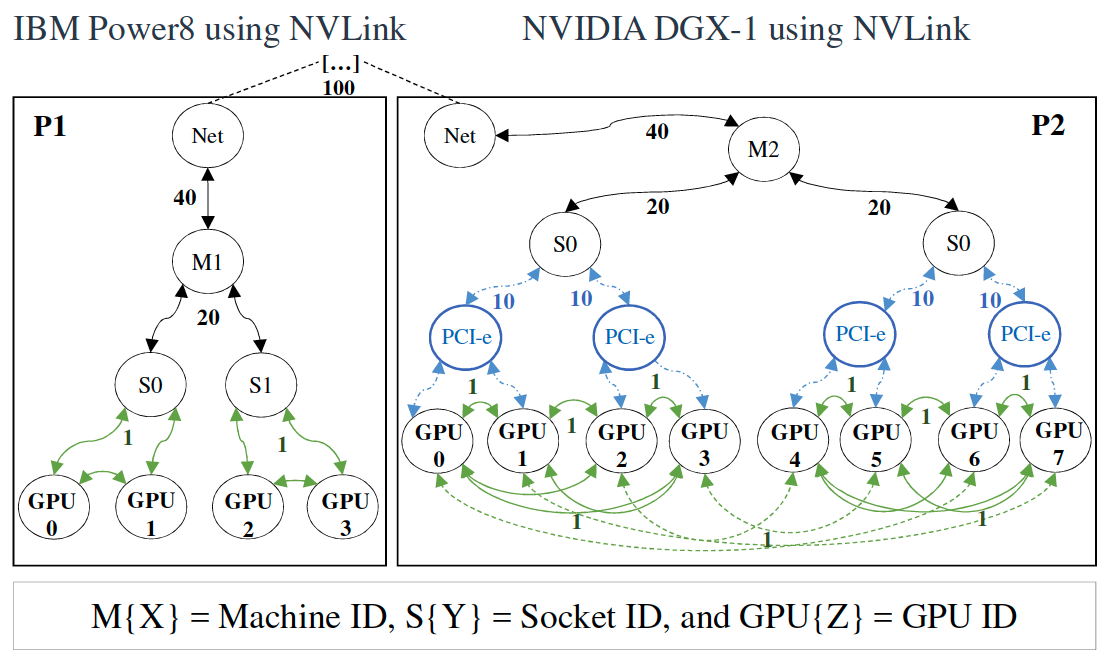 IBM Power8 using NVLink
NVIDIA DGX-1 using NVLink
[...]
100
P1
Net
40
M1
20
S0
S1
1
1
GPU 0
GPU 1
GPU 2
GPU 3
P2
Net
40
M2
20
20
S0
S0
10
10
10
10
PCI-e
PCI-e
PCI-e
PCI-e
1
1
1
1
1
1
GPU 0
GPU 1
GPU 2
GPU 3
GPU 4
GPU 5
GPU 6
GPU 7
1
1
1
M{X} = Machine ID, S{Y} = Socket ID, and GPU{Z} = GPU ID